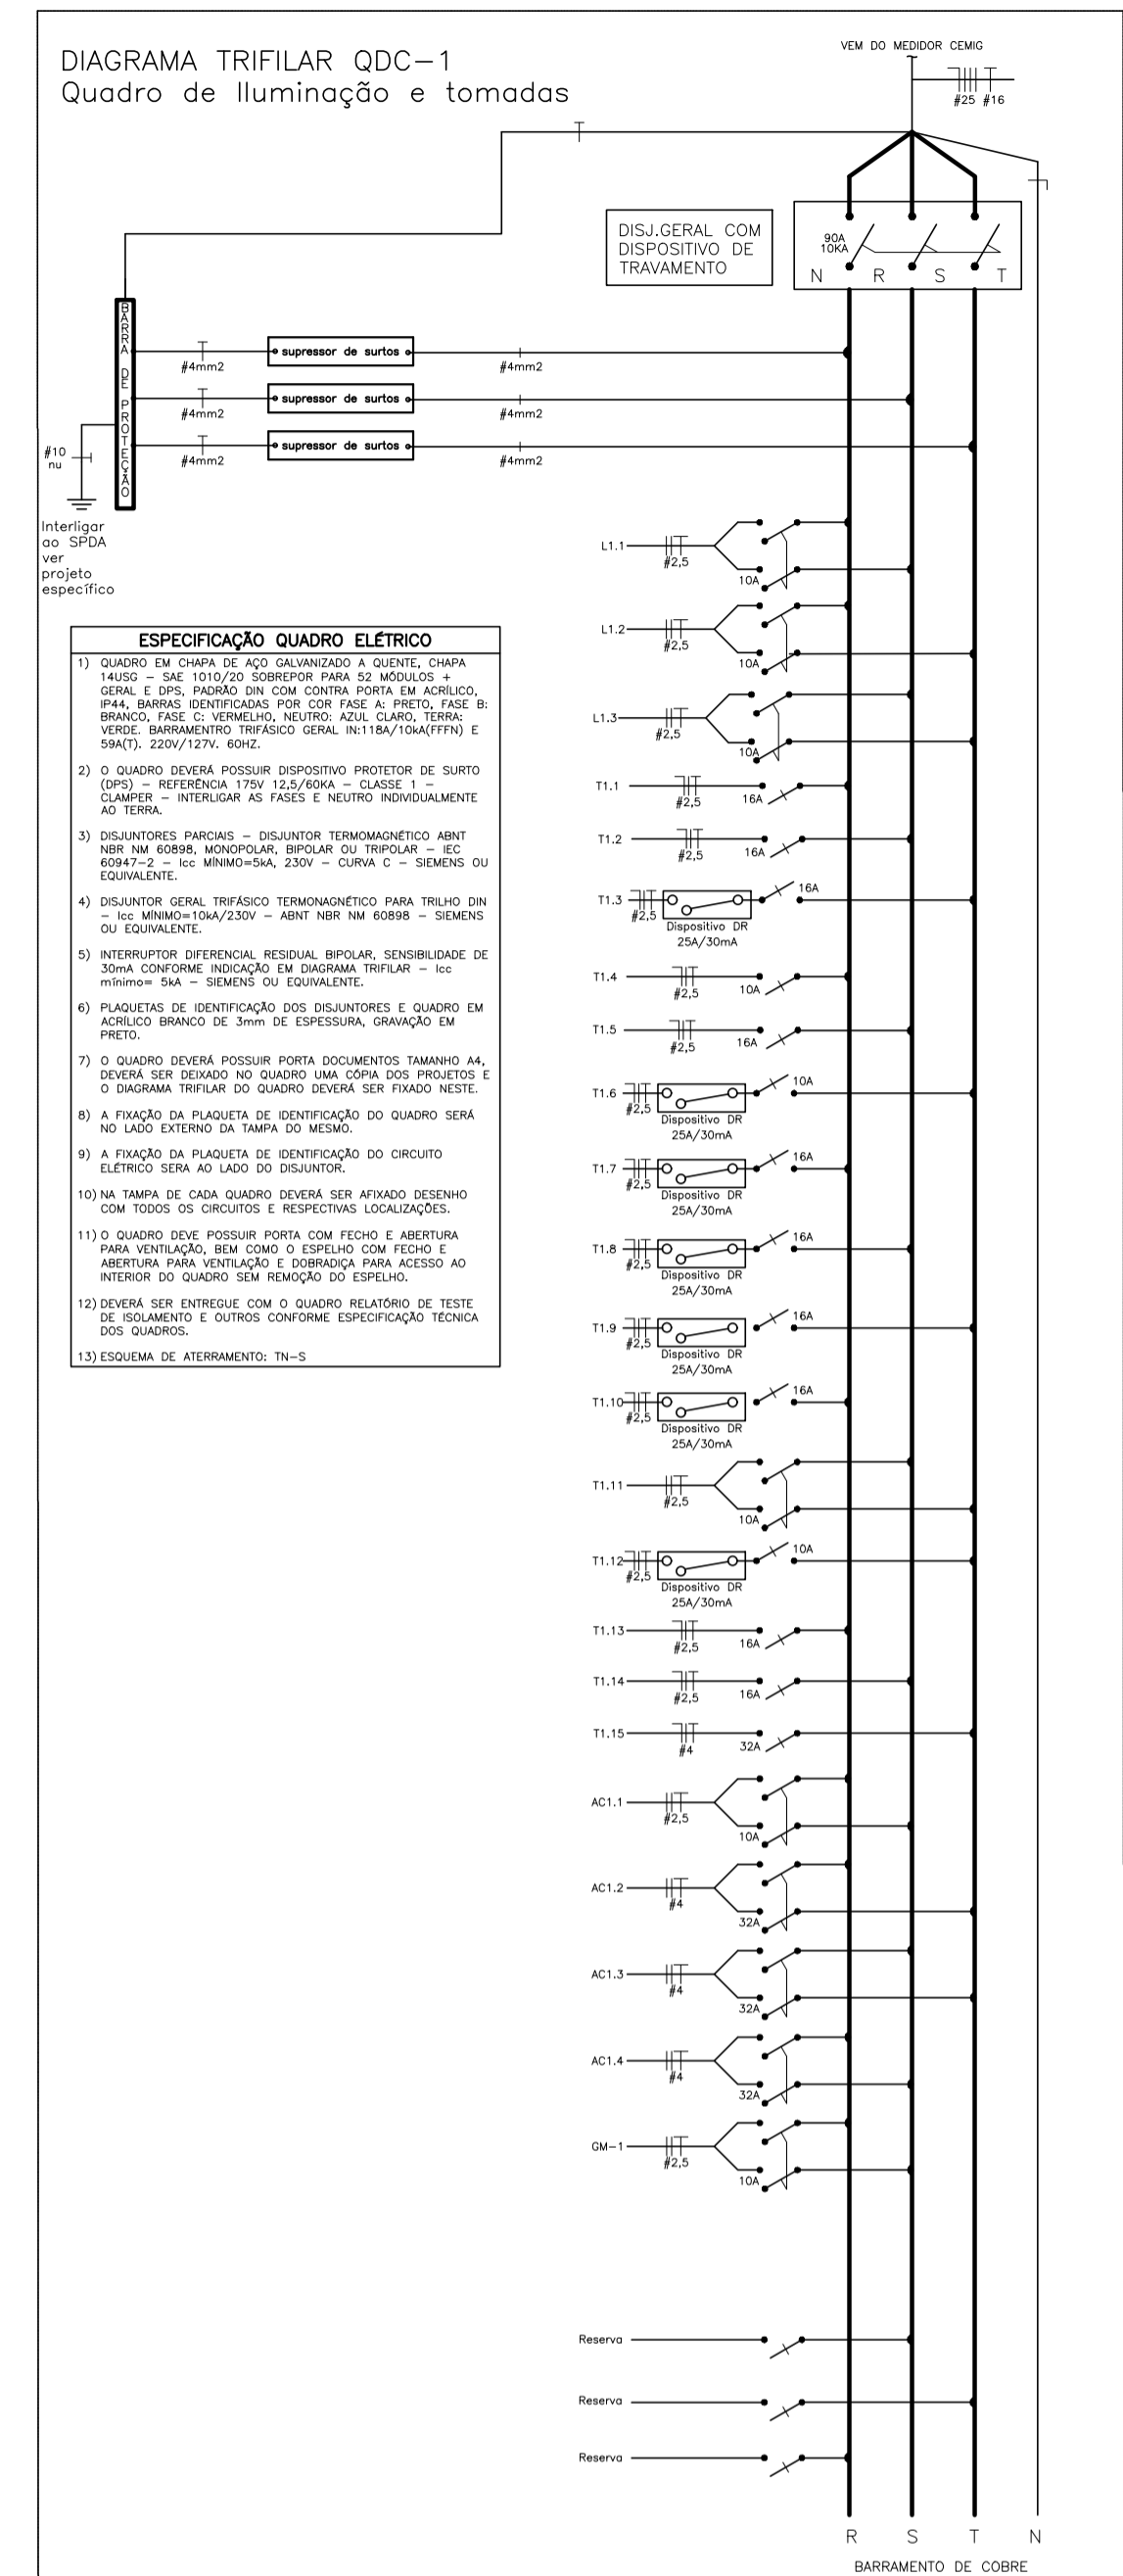 DIAGRAMA TRIFILAR QDC-1
Quadro de Iluminação e tomadas
VEM DO MEDIDOR CEMIG
#25 #16
DISJ.GERAL COM
DISPOSITIVO DE
TRAVAMENTO
90A
10KA
N R S T
BARRA DE PROTEÇÃO
#4mm2
supressor de surtos
#4mm2
#4mm2
supressor de surtos
#4mm2
#4mm2
supressor de surtos
#4mm2
#10
nu
Interligar
ao SPDA
ver
projeto
específico
ESPECIFICAÇÃO QUADRO ELÉTRICO
1) QUADRO EM CHAPA DE AÇO GALVANIZADO A QUENTE, CHAPA
14USG - SAE 1010/20 SOBREPOR PARA 52 MÓDULOS +
GERAL E DPS, PADRÃO DIN COM CONTRA PORTA EM ACRÍLICO,
IP44, BARRAS IDENTIFICADAS POR COR FASE A: PRETO, FASE B:
BRANCO, FASE C: VERMELHO, NEUTRO: AZUL CLARO, TERRA:
VERDE. BARRAMENTRO TRIFÁSICO GERAL IN:118A/10kA(FFFN) E
59A(T). 220V/127V. 60HZ.
2) O QUADRO DEVERÁ POSSUIR DISPOSITIVO PROTETOR DE SURTO
(DPS) - REFERÊNCIA 175V 12,5/60KA - CLASSE 1 -
CLAMPER - INTERLIGAR AS FASES E NEUTRO INDIVIDUALMENTE
AO TERRA.
3) DISJUNTORES PARCIAIS - DISJUNTOR TERMOMAGNÉTICO ABNT
NBR NM 60898, MONOPOLAR, BIPOLAR OU TRIPOLAR - IEC
60947-2 - Icc MÍNIMO=5kA, 230V - CURVA C - SIEMENS OU
EQUIVALENTE.
4) DISJUNTOR GERAL TRIFÁSICO TERMONAGNÉTICO PARA TRILHO DIN
- Icc MÍNIMO=10kA/230V - ABNT NBR NM 60898 - SIEMENS
OU EQUIVALENTE.
5) INTERRUPTOR DIFERENCIAL RESIDUAL BIPOLAR, SENSIBILIDADE DE
30mA CONFORME INDICAÇÃO EM DIAGRAMA TRIFILAR - Icc
mínimo= 5kA - SIEMENS OU EQUIVALENTE.
6) PLAQUETAS DE IDENTIFICAÇÃO DOS DISJUNTORES E QUADRO EM
ACRÍLICO BRANCO DE 3mm DE ESPESSURA, GRAVAÇÃO EM
PRETO.
7) O QUADRO DEVERÁ POSSUIR PORTA DOCUMENTOS TAMANHO A4,
DEVERÁ SER DEIXADO NO QUADRO UMA CÓPIA DOS PROJETOS E
O DIAGRAMA TRIFILAR DO QUADRO DEVERÁ SER FIXADO NESTE.
8) A FIXAÇÃO DA PLAQUETA DE IDENTIFICAÇÃO DO QUADRO SERÁ
NO LADO EXTERNO DA TAMPA DO MESMO.
9) A FIXAÇÃO DA PLAQUETA DE IDENTIFICAÇÃO DO CIRCUITO
ELÉTRICO SERA AO LADO DO DISJUNTOR.
10) NA TAMPA DE CADA QUADRO DEVERÁ SER AFIXADO DESENHO
COM TODOS OS CIRCUITOS E RESPECTIVAS LOCALIZAÇÕES.
11) O QUADRO DEVE POSSUIR PORTA COM FECHO E ABERTURA
PARA VENTILAÇÃO, BEM COMO O ESPELHO COM FECHO E
ABERTURA PARA VENTILAÇÃO E DOBRADIÇA PARA ACESSO AO
INTERIOR DO QUADRO SEM REMOÇÃO DO ESPELHO.
12) DEVERÁ SER ENTREGUE COM O QUADRO RELATÓRIO DE TESTE
DE ISOLAMENTO E OUTROS CONFORME ESPECIFICAÇÃO TÉCNICA
DOS QUADROS.
13) ESQUEMA DE ATERRAMENTO: TN-S
L1.1
#2,5
10A
L1.2
#2,5
10A
L1.3
#2,5
10A
T1.1
#2,5
16A
T1.2
#2,5
16A
T1.3
#2,5
16A
Dispositivo DR
25A/30mA
T1.4
#2,5
10A
T1.5
#2,5
16A
T1.6
#2,5
10A
Dispositivo DR
25A/30mA
T1.7
#2,5
16A
Dispositivo DR
25A/30mA
T1.8
#2,5
16A
Dispositivo DR
25A/30mA
T1.9
#2,5
16A
Dispositivo DR
25A/30mA
T1.10
#2,5
16A
Dispositivo DR
25A/30mA
T1.11
#2,5
10A
T1.12
#2,5
10A
Dispositivo DR
25A/30mA
T1.13
#2,5
16A
T1.14
#2,5
16A
T1.15
#4
32A
AC1.1
#2,5
10A
AC1.2
#4
32A
AC1.3
#4
32A
AC1.4
#4
32A
GM-1
#2,5
10A
Reserva
Reserva
Reserva
R S T N
BARRAMENTO DE COBRE